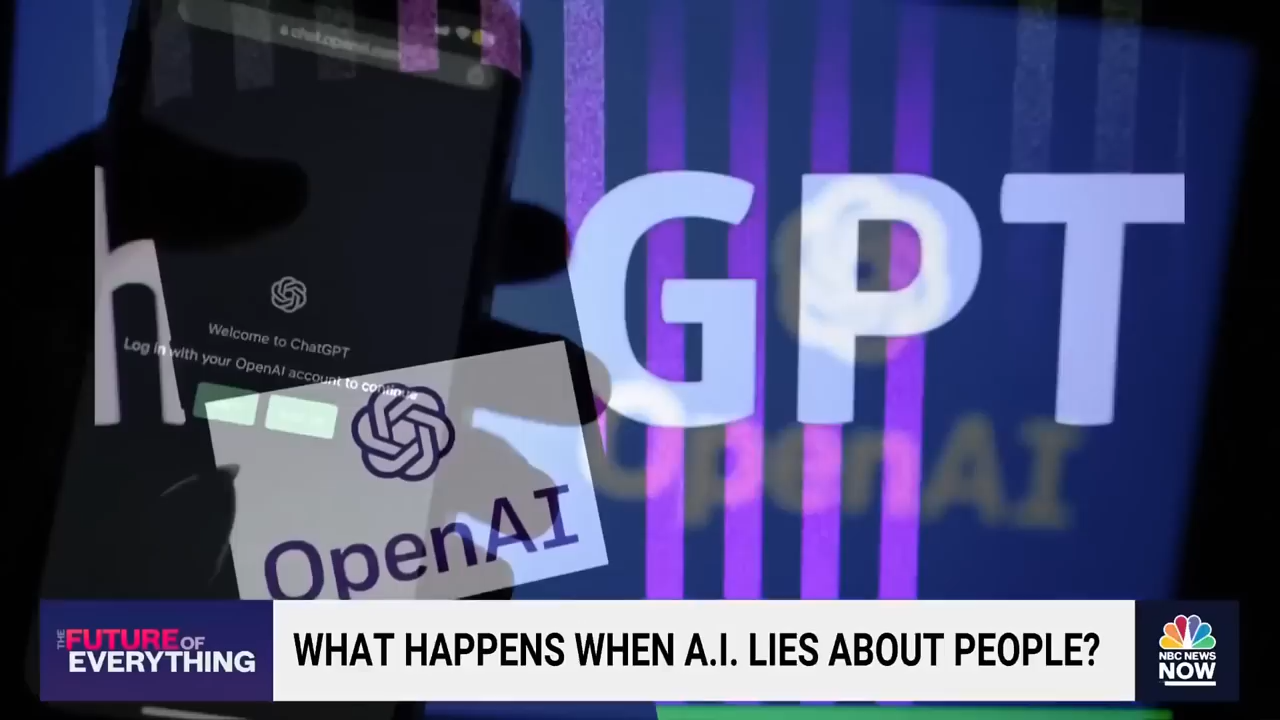 h GPT
Welcome to ChatGPT
Log in with your OpenAI account to continue
OpenAI
OpenAI
THE FUTURE OF
EVERYTHING
WHAT HAPPENS WHEN A.I. LIES ABOUT PEOPLE?
NBC NEWS
NOW